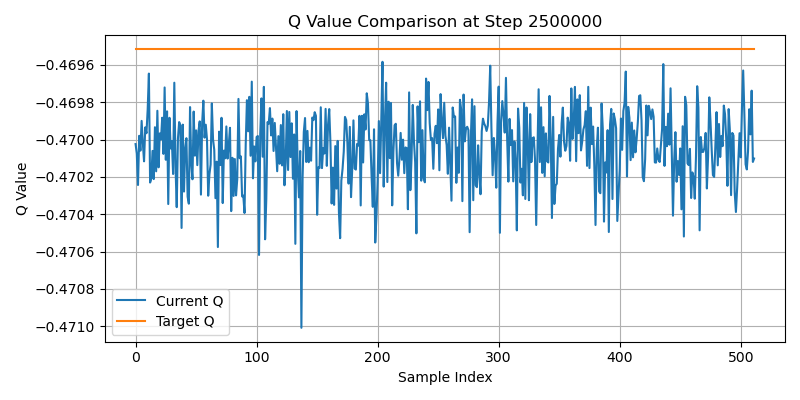 Q Value Comparison at Step 2500000
−0.4696
−0.4698
−0.4700
−0.4702
−0.4704
−0.4706
−0.4708
−0.4710
Q Value
Current Q
Target Q
0 100 200 300 400 500
Sample Index